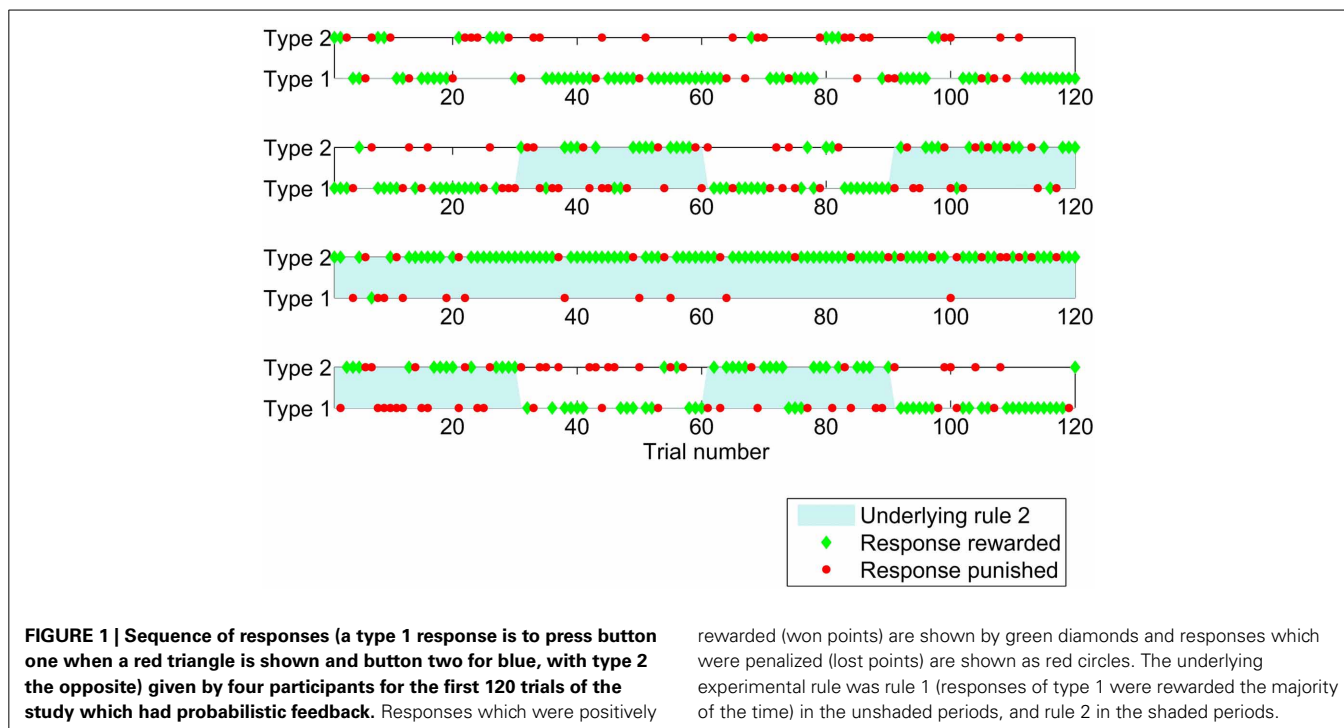 Type 2
Type 1
20 40 60 80 100 120
Type 2
Type 1
20 40 60 80 100 120
Type 2
Type 1
20 40 60 80 100 120
Type 2
Type 1
20 40 60 80 100 120
Trial number
Underlying rule 2
Response rewarded
Response punished
FIGURE 1 | Sequence of responses (a type 1 response is to press button
one when a red triangle is shown and button two for blue, with type 2
the opposite) given by four participants for the first 120 trials of the
study which had probabilistic feedback. Responses which were positively
rewarded (won points) are shown by green diamonds and responses which
were penalized (lost points) are shown as red circles. The underlying
experimental rule was rule 1 (responses of type 1 were rewarded the majority
of the time) in the unshaded periods, and rule 2 in the shaded periods.